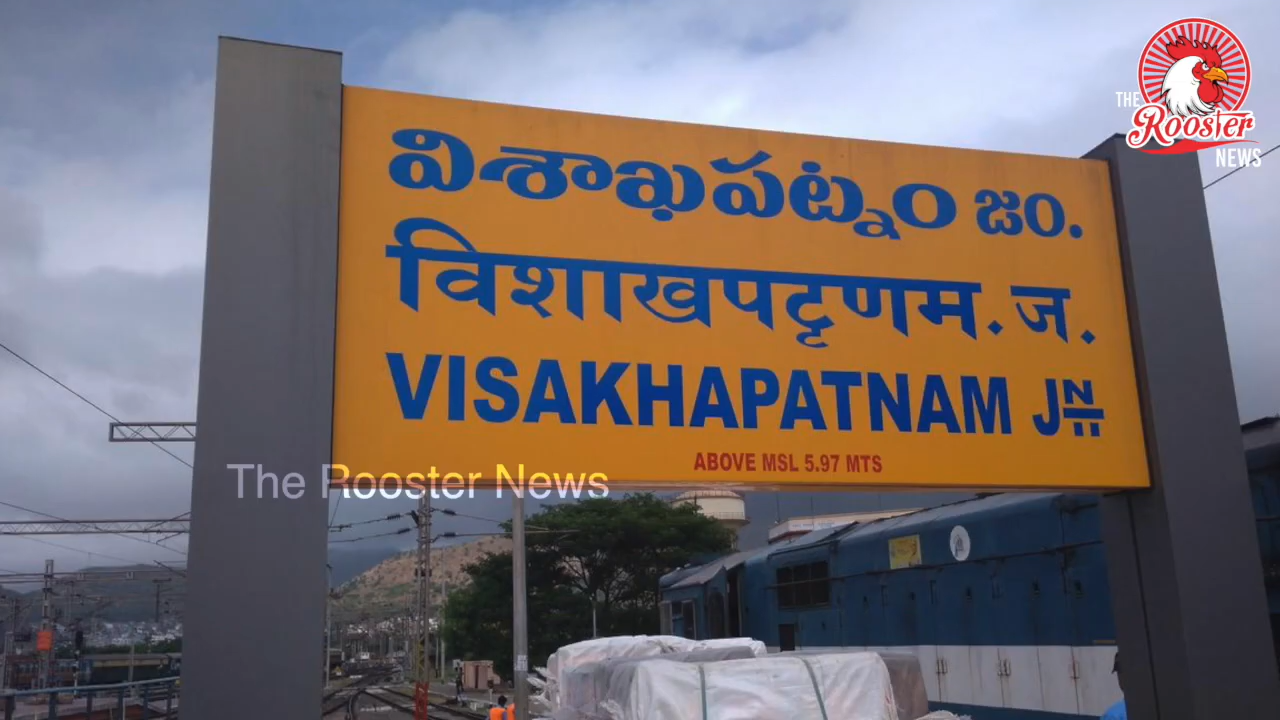 THE
Rooster
NEWS
విశాఖపట్నం జం.
विशाखपट्टणम. ज.
VISAKHAPATNAM JN
ABOVE MSL 5.97 MTS
The Rooster News